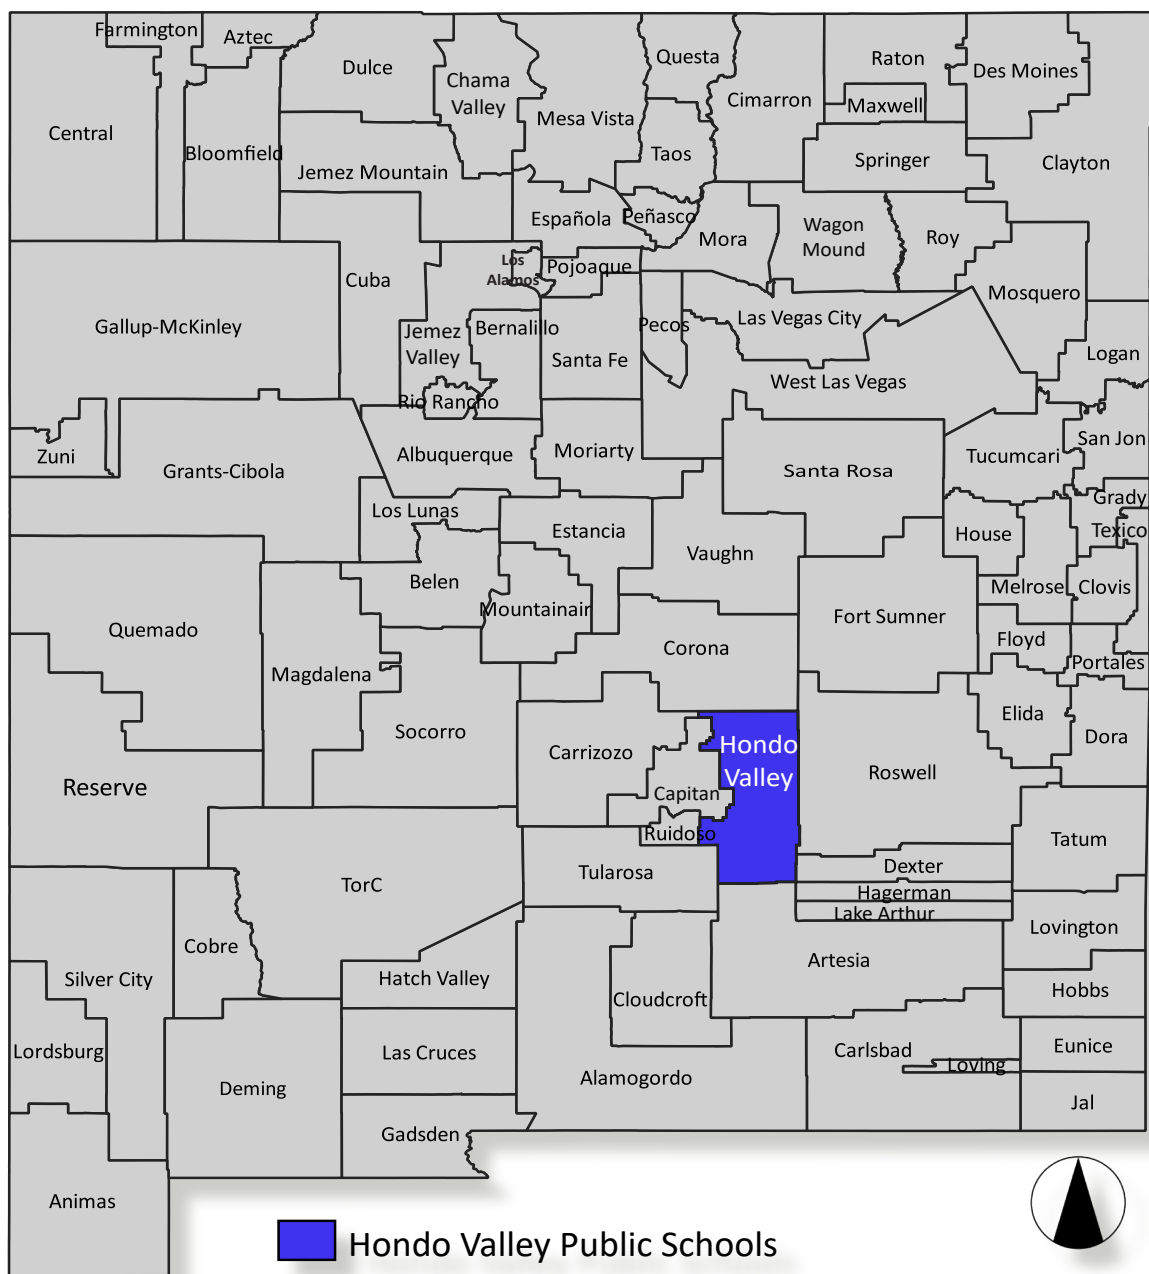 Farmington
Aztec
Dulce
Chama
Valley
Mesa Vista
Questa
Cimarron
Raton
Maxwell
Des Moines
Central
Bloomfield
Jemez Mountain
Taos
Springer
Clayton
Española
Peñasco
Mora
Wagon
Mound
Roy
Mosquero
Cuba
Los
Alamos
Pojoaque
Gallup-McKinley
Jemez
Valley
Bernalillo
Santa Fe
Pecos
Las Vegas City
Logan
West Las Vegas
Rio Rancho
Zuni
Grants-Cibola
Albuquerque
Moriarty
Santa Rosa
Tucumcari
San Jon
Los Lunas
Estancia
Vaughn
House
Grady
Texico
Belen
Mountainair
Melrose
Clovis
Quemado
Fort Sumner
Floyd
Magdalena
Corona
Portales
Socorro
Elida
Dora
Carrizozo
Hondo
Valley
Roswell
Reserve
Capitan
Ruidoso
Tatum
TorC
Tularosa
Dexter
Hagerman
Lake Arthur
Lovington
Cobre
Silver City
Hatch Valley
Artesia
Cloudcroft
Hobbs
Lordsburg
Las Cruces
Carlsbad
Eunice
Loving
Deming
Alamogordo
Jal
Gadsden
Animas
Hondo Valley Public Schools